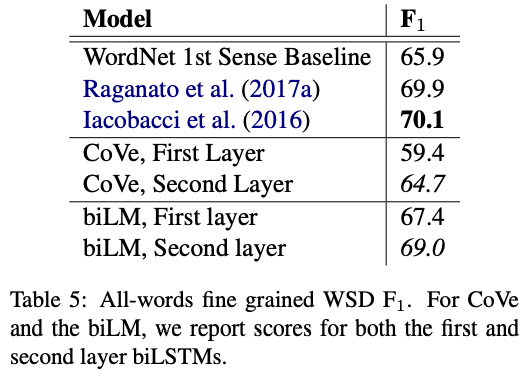 Model F1
WordNet 1st Sense Baseline 65.9
Raganato et al. (2017a) 69.9
Iacobacci et al. (2016) 70.1
CoVe, First Layer 59.4
CoVe, Second Layer 64.7
biLM, First layer 67.4
biLM, Second layer 69.0
Table 5: All-words fine grained WSD F1. For CoVe
and the biLM, we report scores for both the first and
second layer biLSTMs.